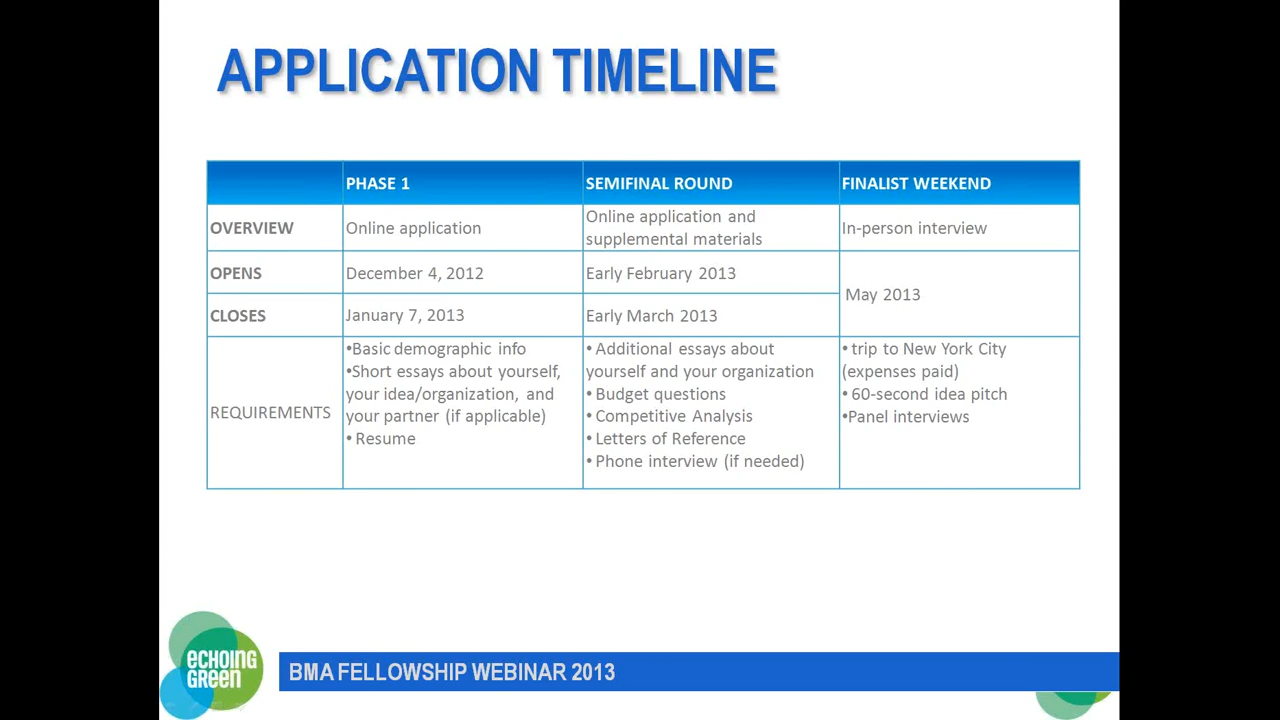 APPLICATION TIMELINE
PHASE 1
SEMIFINAL ROUND
FINALIST WEEKEND
OVERVIEW
Online application
Online application and
supplemental materials
In-person interview
OPENS
December 4, 2012
Early February 2013
May 2013
CLOSES
January 7, 2013
Early March 2013
REQUIREMENTS
•Basic demographic info
•Short essays about yourself,
your idea/organization, and
your partner (if applicable)
• Resume
• Additional essays about
yourself and your organization
• Budget questions
• Competitive Analysis
• Letters of Reference
• Phone interview (if needed)
• trip to New York City
(expenses paid)
• 60-second idea pitch
•Panel interviews
echoing
green
BMA FELLOWSHIP WEBINAR 2013